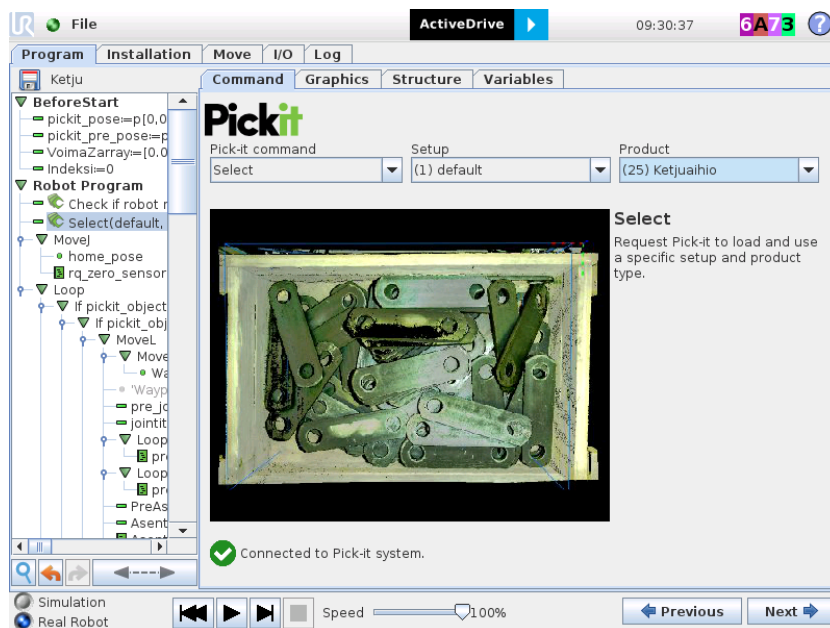 UR File ActiveDrive 09:30:37 6A73 ?
Program Installation Move I/O Log
Ketju
Command Graphics Structure Variables
BeforeStart
pickit_pose≔p[0,0
pickit_pre_pose≔p
VoimaZarray≔[0.0
Indeksi≔0
Robot Program
Check if robot r
Select(default,
MoveJ
home_pose
rq_zero_sensor
Loop
If pickit_object
If pickit_obj
MoveL
Move
Wa
'Wayp
pre_jo
jointit
Loop
pre
Loop
pre
PreAs
Asent
Pickit
Pick-it command Setup Product
Select (1) default (25) Ketjuaihio
Select
Request Pick-it to load and use
a specific setup and product
type.
Connected to Pick-it system.
Simulation
Real Robot
Speed 100%
Previous Next